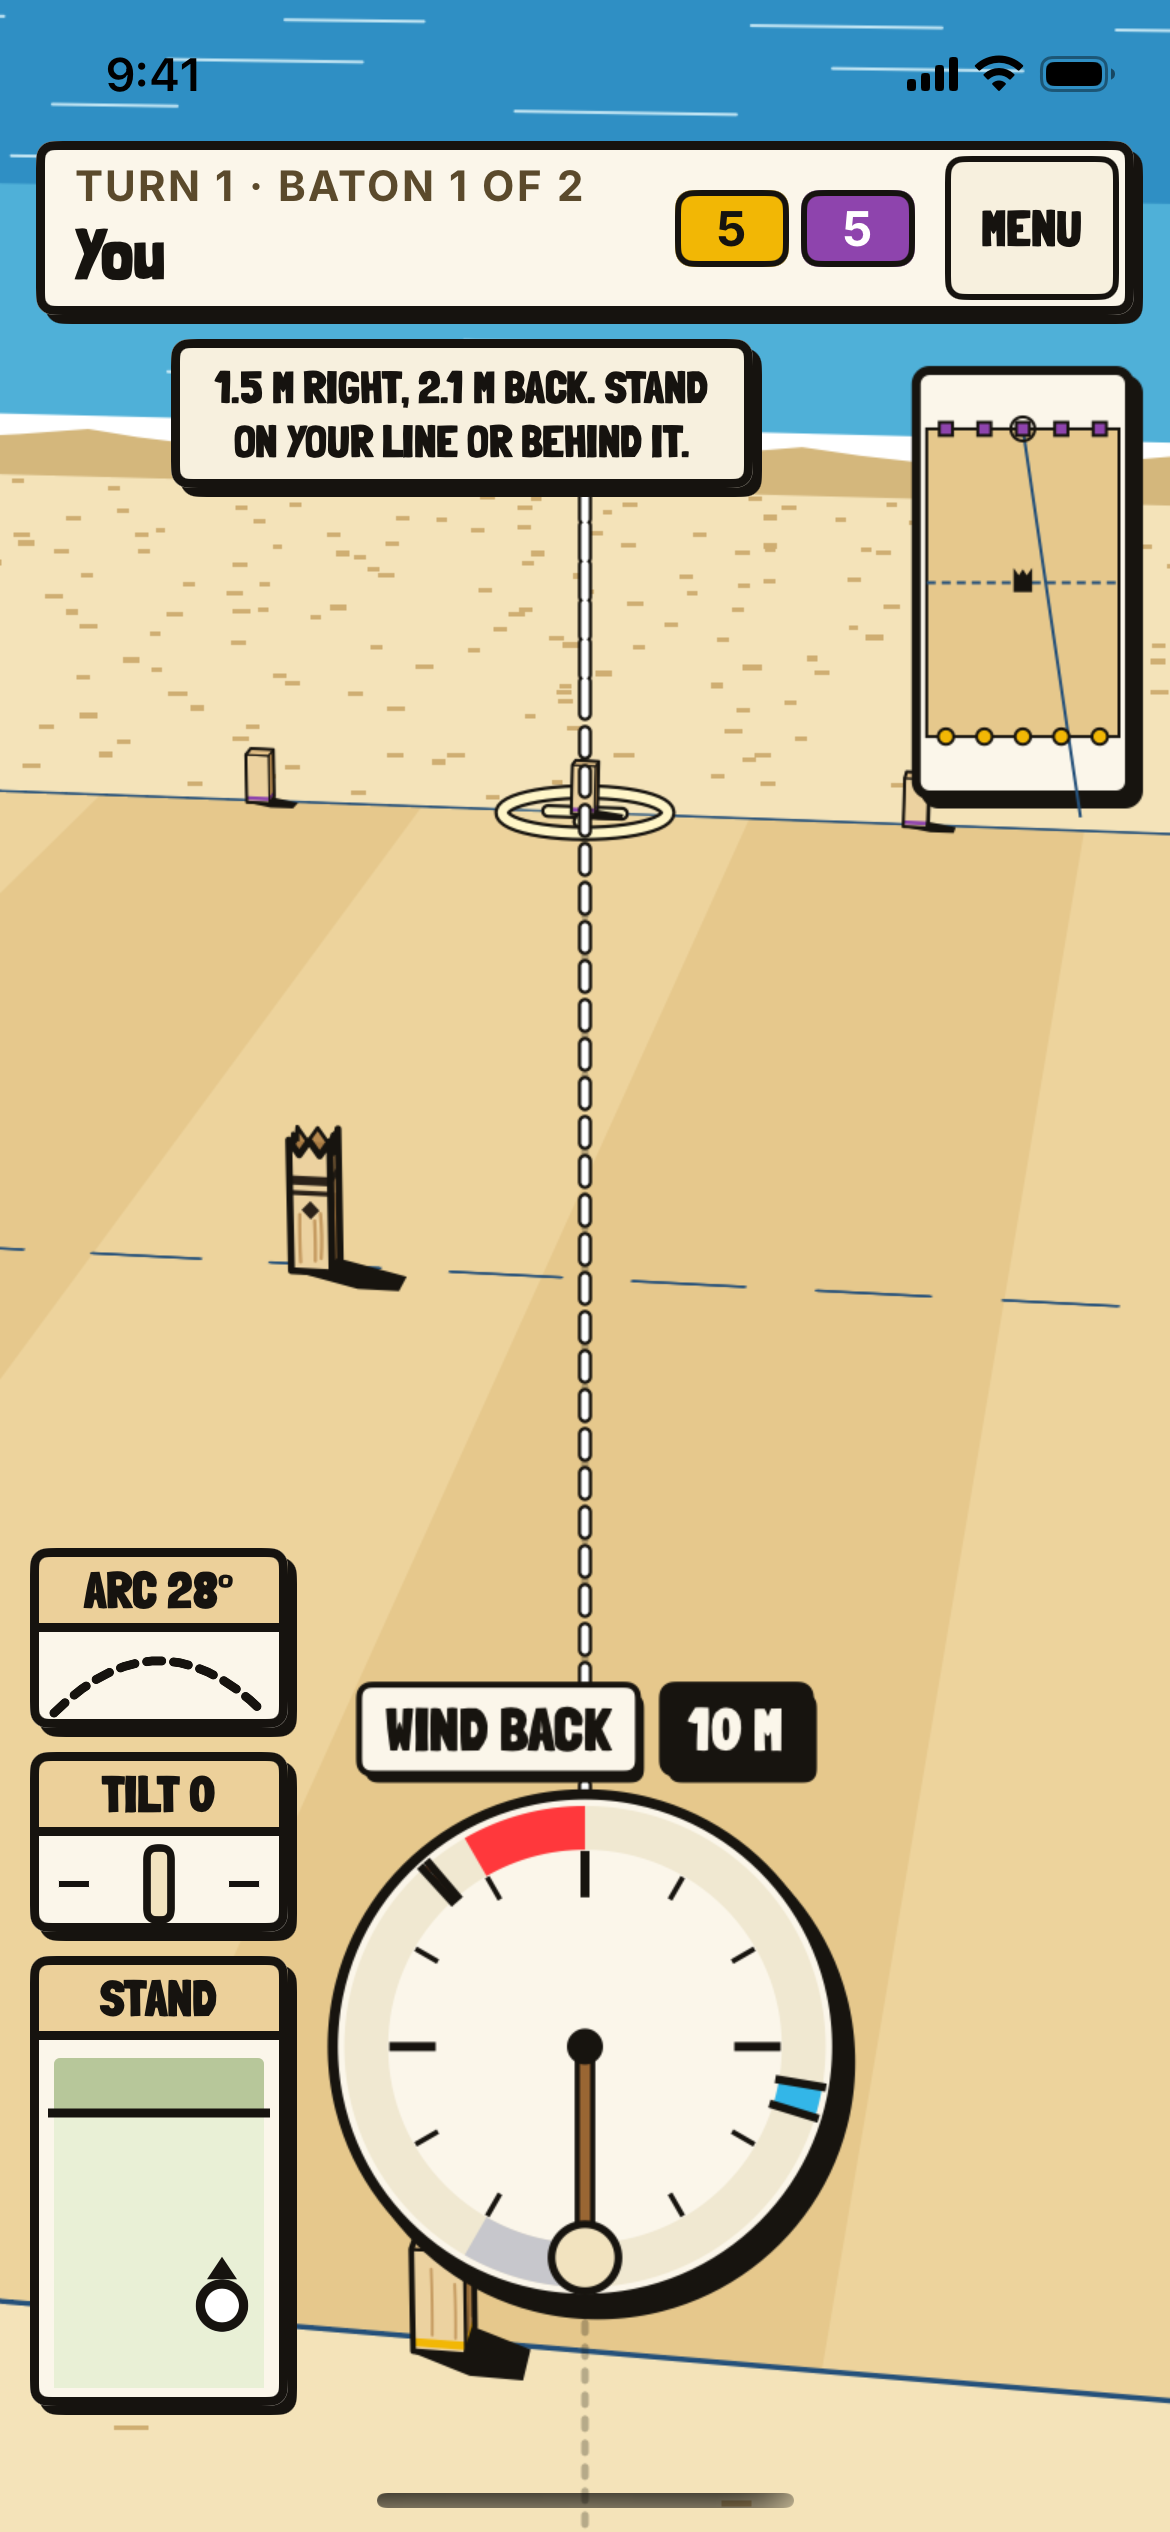 9:41
TURN 1 · BATON 1 OF 2
You
5 5
MENU
1.5 M RIGHT, 2.1 M BACK. STAND
ON YOUR LINE OR BEHIND IT.
ARC 28°
WIND BACK 10 M
TILT 0
STAND